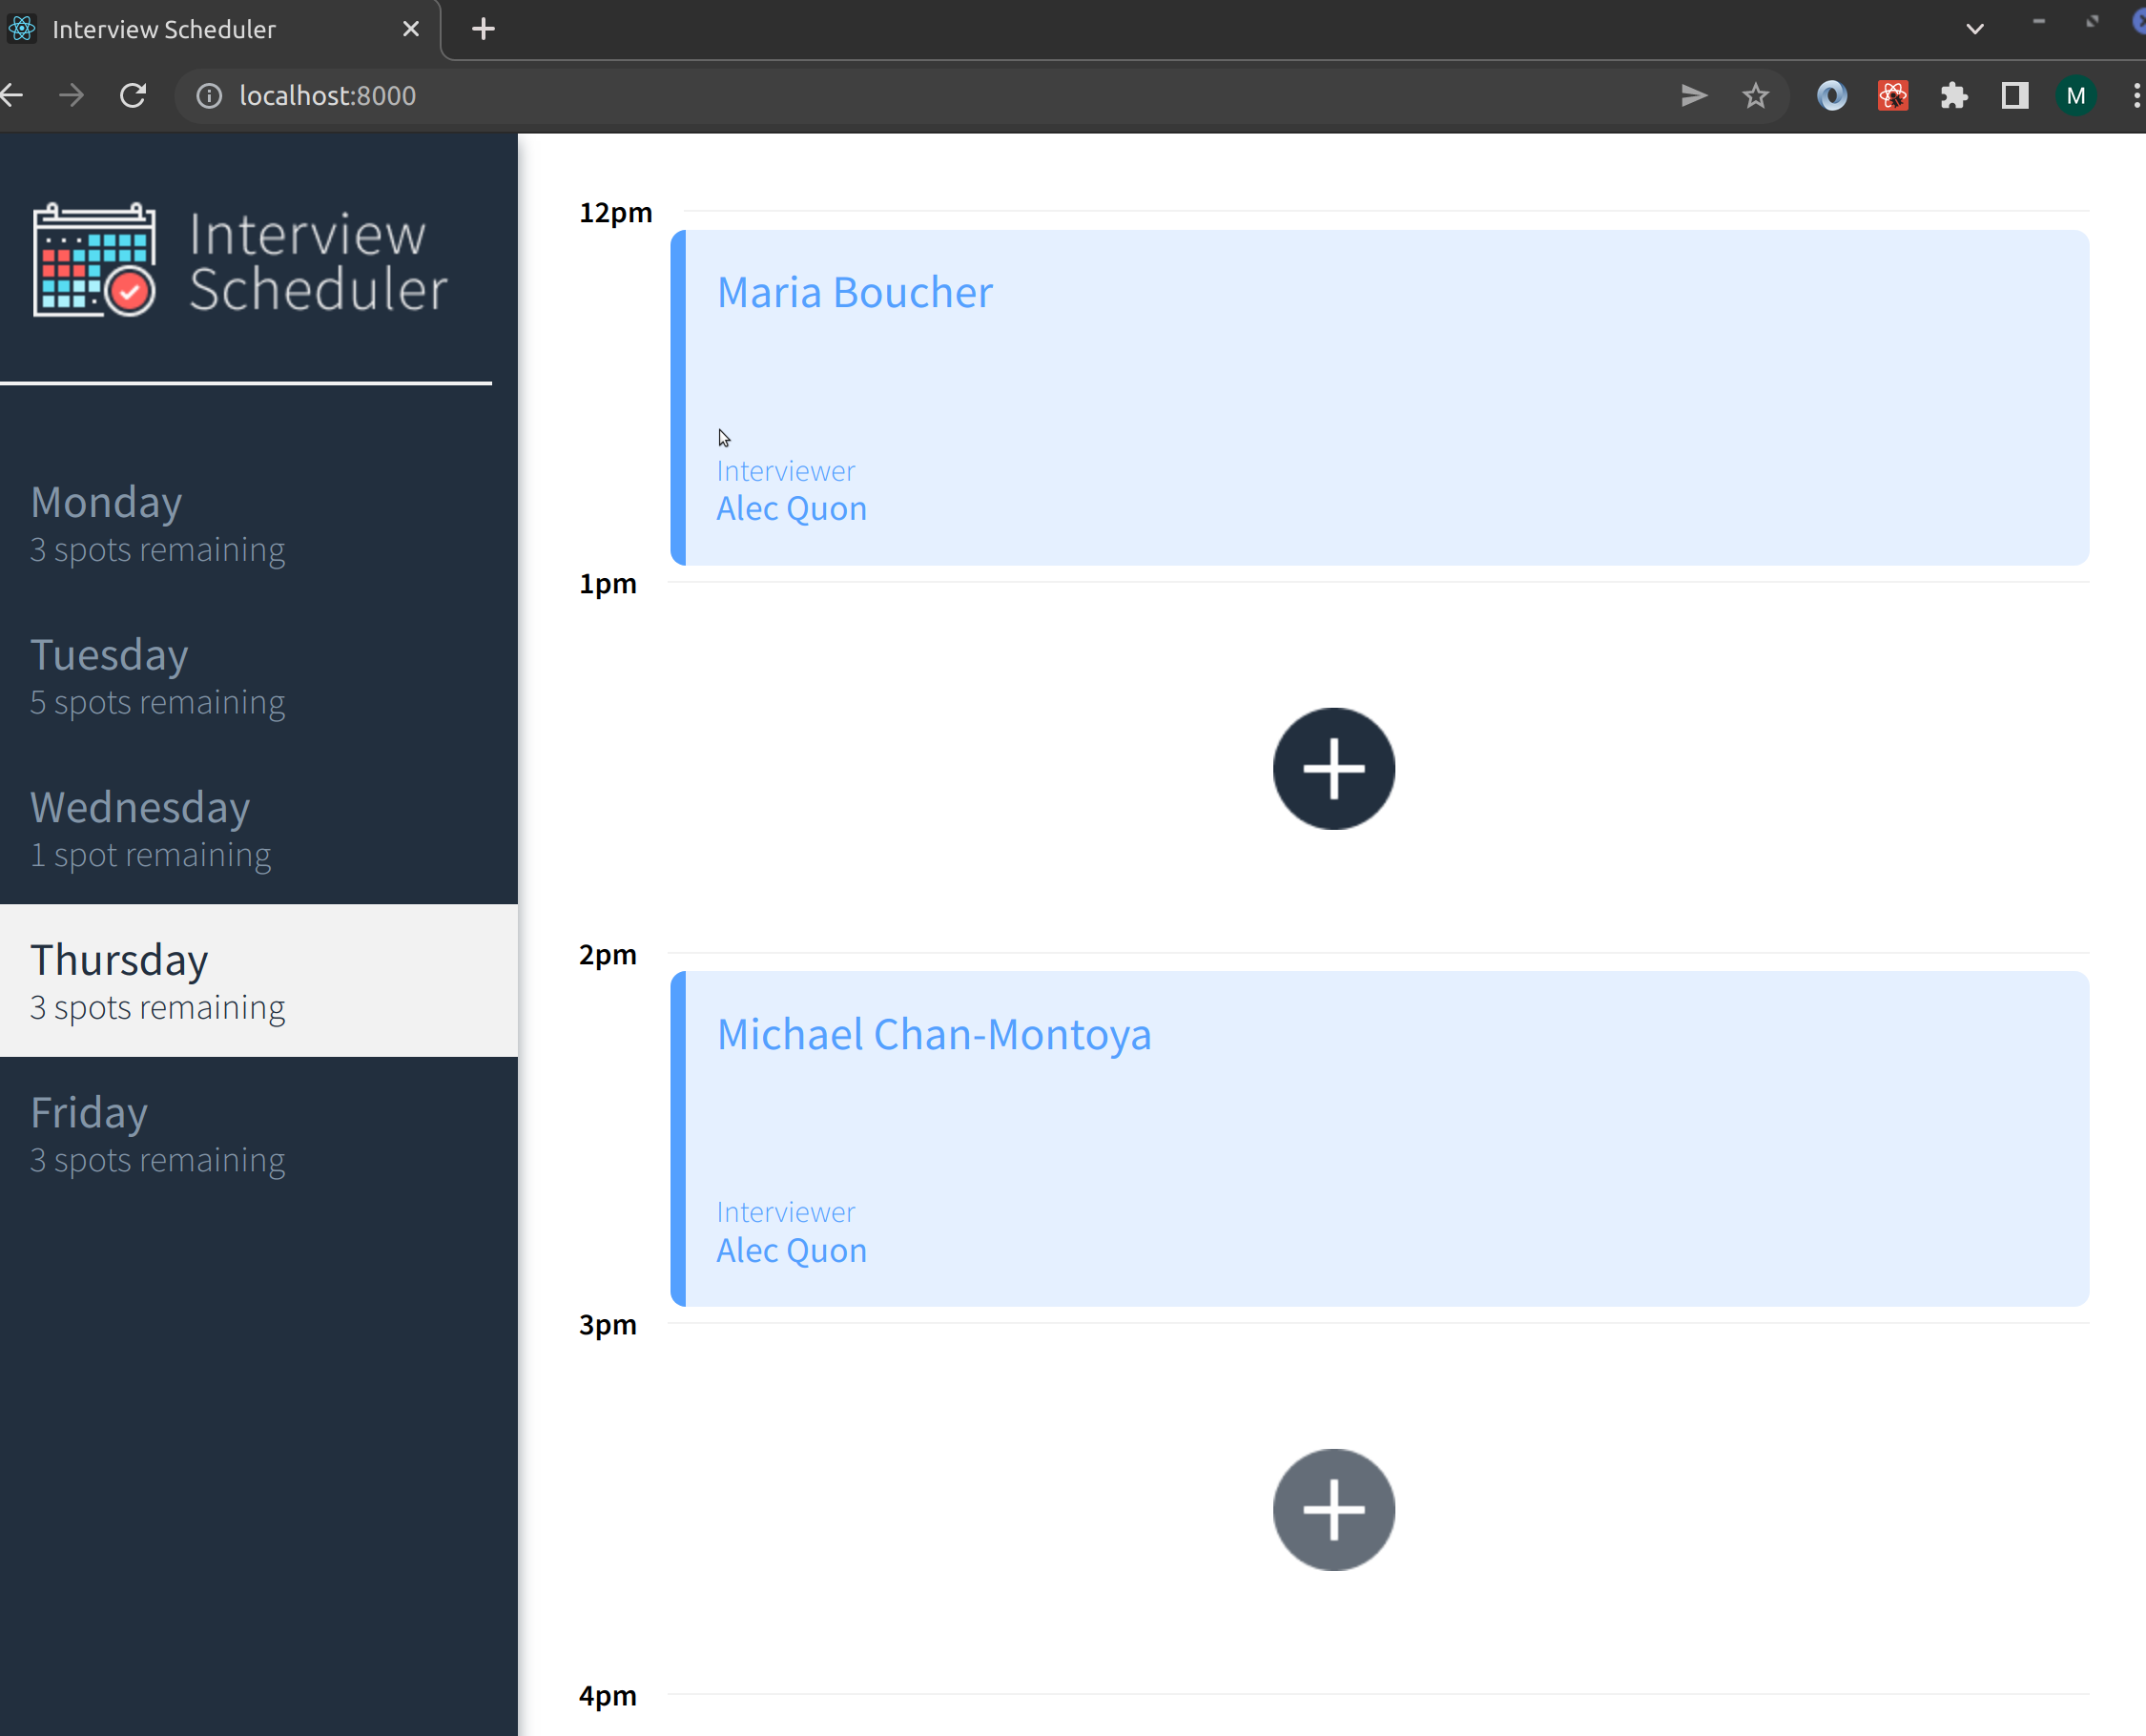 Interview Scheduler
localhost:8000
M
Interview
Scheduler
Monday
3 spots remaining
Tuesday
5 spots remaining
Wednesday
1 spot remaining
Thursday
3 spots remaining
Friday
3 spots remaining
12pm
Maria Boucher
Interviewer
Alec Quon
1pm
2pm
Michael Chan-Montoya
Interviewer
Alec Quon
3pm
4pm